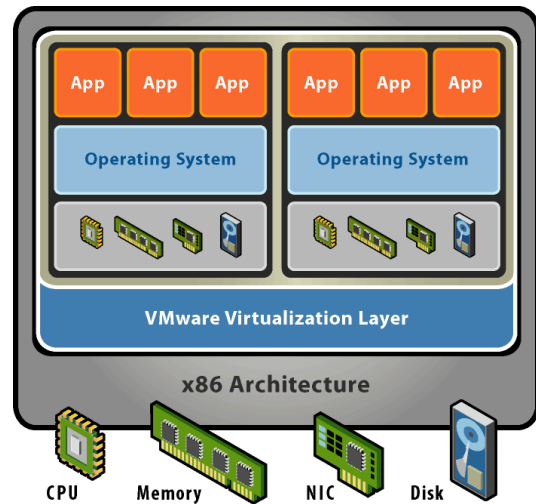 App App App App App App
Operating System Operating System
VMware Virtualization Layer
x86 Architecture
CPU Memory NIC Disk